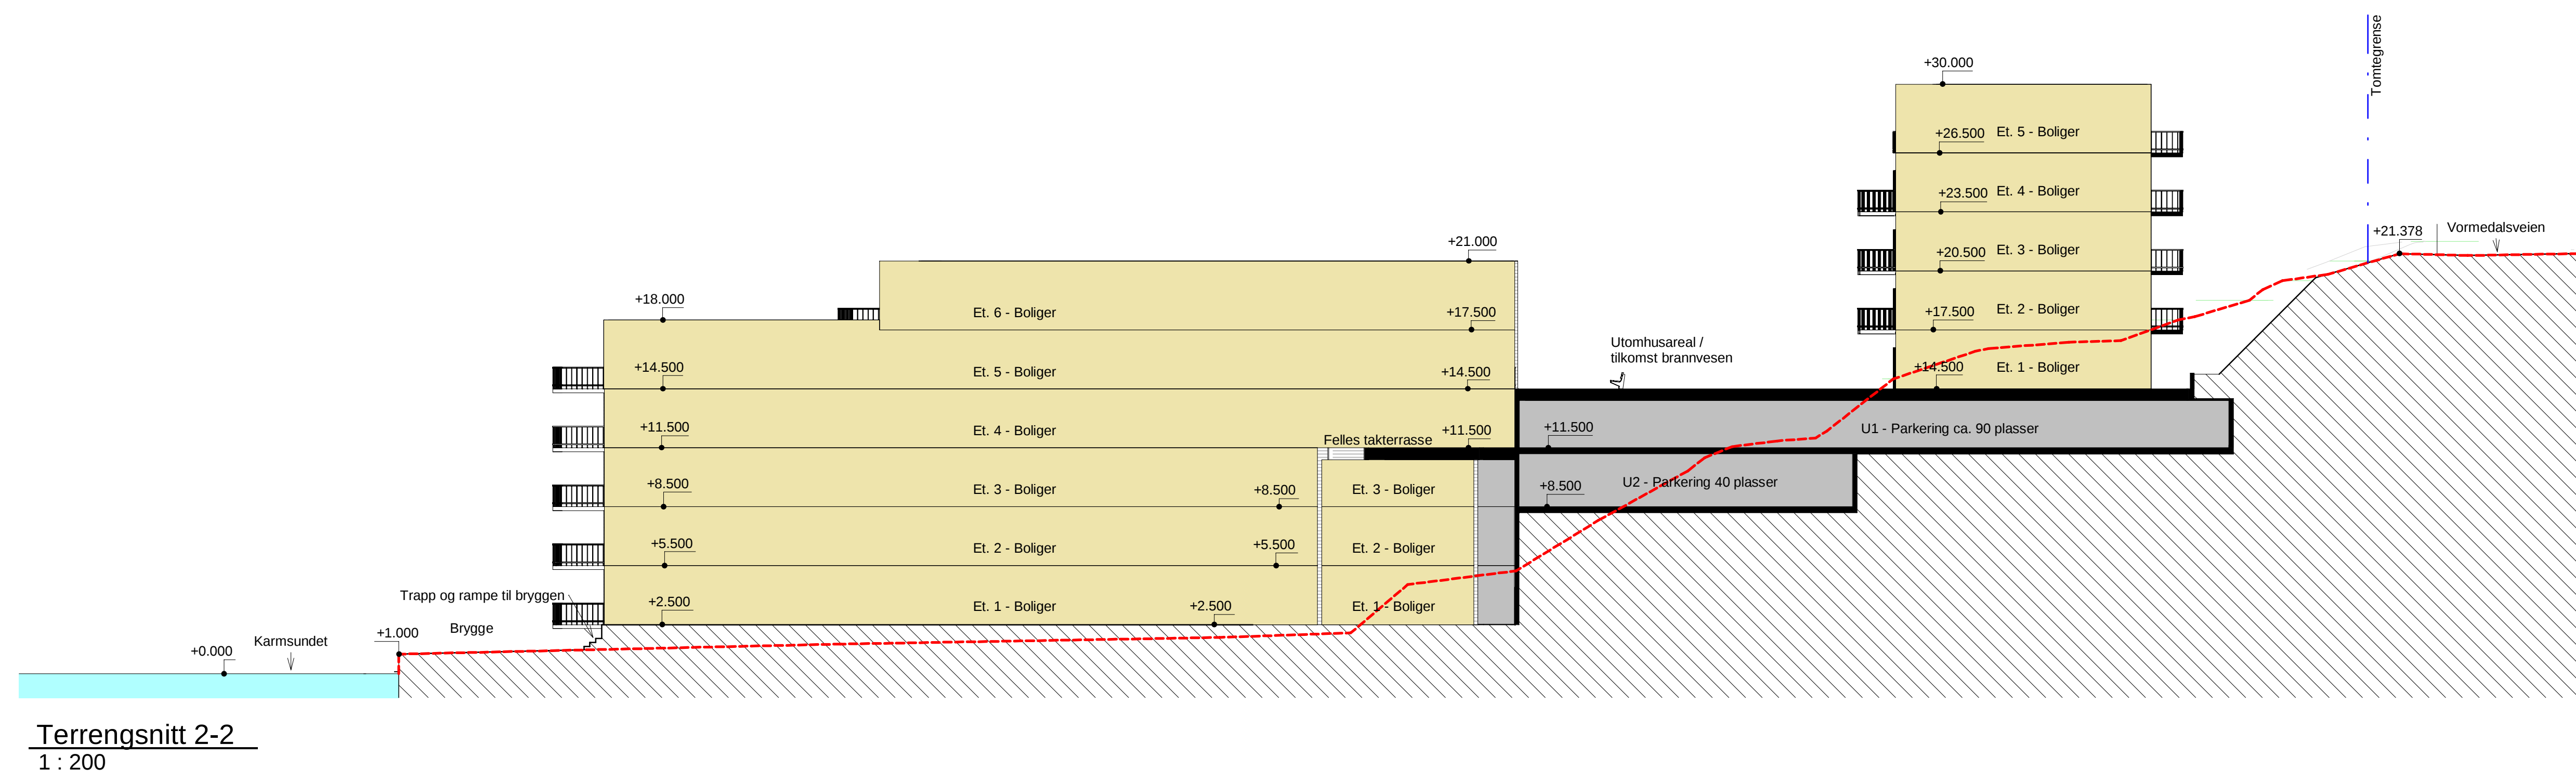 Tomtegrense
+30.000
+26.500
Et. 5 - Boliger
+23.500
Et. 4 - Boliger
+20.500
Et. 3 - Boliger
+17.500
Et. 2 - Boliger
+14.500
Et. 1 - Boliger
+21.378
Vormedalsveien
+21.000
+18.000
Et. 6 - Boliger
+17.500
Utomhusareal /
tilkomst brannvesen
+14.500
Et. 5 - Boliger
+14.500
+11.500
Et. 4 - Boliger
Felles takterrasse
+11.500
+11.500
U1 - Parkering ca. 90 plasser
+8.500
Et. 3 - Boliger
+8.500
Et. 3 - Boliger
+8.500
U2 - Parkering 40 plasser
+5.500
Et. 2 - Boliger
+5.500
Et. 2 - Boliger
Trapp og rampe til bryggen
+2.500
Et. 1 - Boliger
+2.500
Et. 1 - Boliger
+0.000
Karmsundet
+1.000
Brygge
Terrengsnitt 2-2
1 : 200